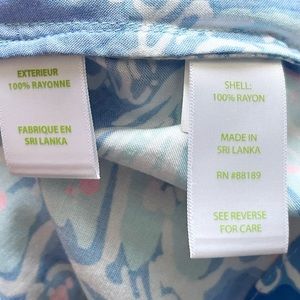 EXTERIEUR
100% RAYONNE
FABRIQUE EN
SRI LANKA
SHELL:
100% RAYON
MADE IN
SRI LANKA
RN #88189
SEE REVERSE
FOR CARE